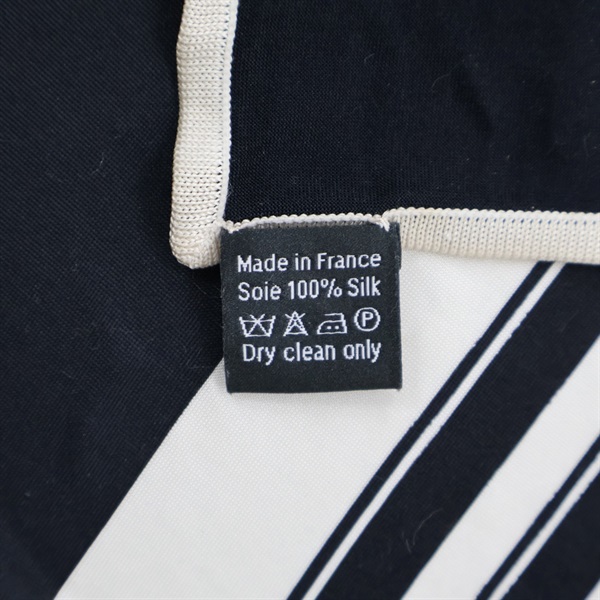 Made in France
Soie 100% Silk
P
Dry clean only